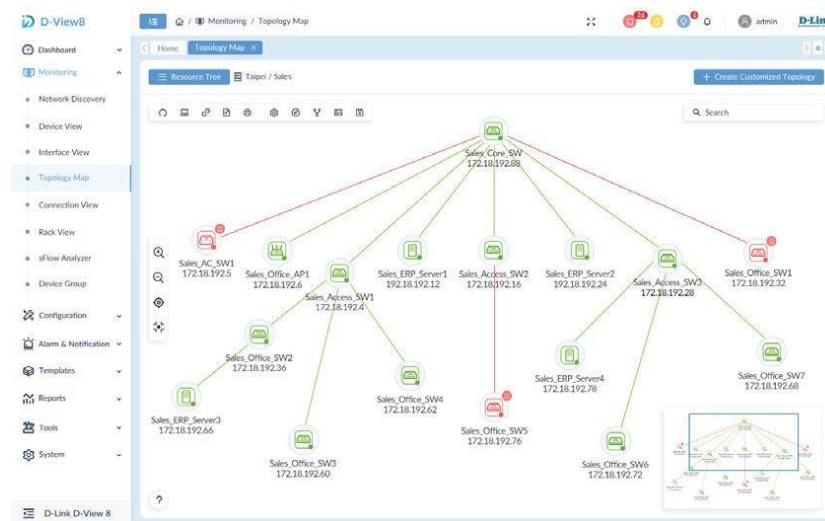 D-View8
Monitoring / Topology Map
26
6
admin
D-Link
Dashboard
Home
Topology Map ×
Monitoring
Resource Tree
Taipei / Sales
+ Create Customized Topology
Network Discovery
Device View
Interface View
Topology Map
Connection View
Rack View
sFlow Analyzer
Device Group
Configuration
Alarm & Notification
Templates
Reports
Tools
System
D-Link D-View 8
Search
Sales_Core_SW
172.18.192.88
Sales_AC_SW1
172.18.192.5
Sales_Office_AP1
172.18.192.6
Sales_Access_SW1
172.18.192.4
Sales_ERP_Server1
192.18.192.12
Sales_Access_SW2
172.18.192.16
Sales_ERP_Server2
192.18.192.24
Sales_Access_SW3
172.18.192.28
Sales_Office_SW1
172.18.192.32
Sales_Office_SW2
172.18.192.36
Sales_ERP_Server3
172.18.192.66
Sales_Office_SW3
172.18.192.60
Sales_Office_SW4
172.18.192.62
Sales_Office_SW5
172.18.192.76
Sales_ERP_Server4
172.18.192.78
Sales_Office_SW6
172.18.192.72
Sales_Office_SW7
172.18.192.68
?